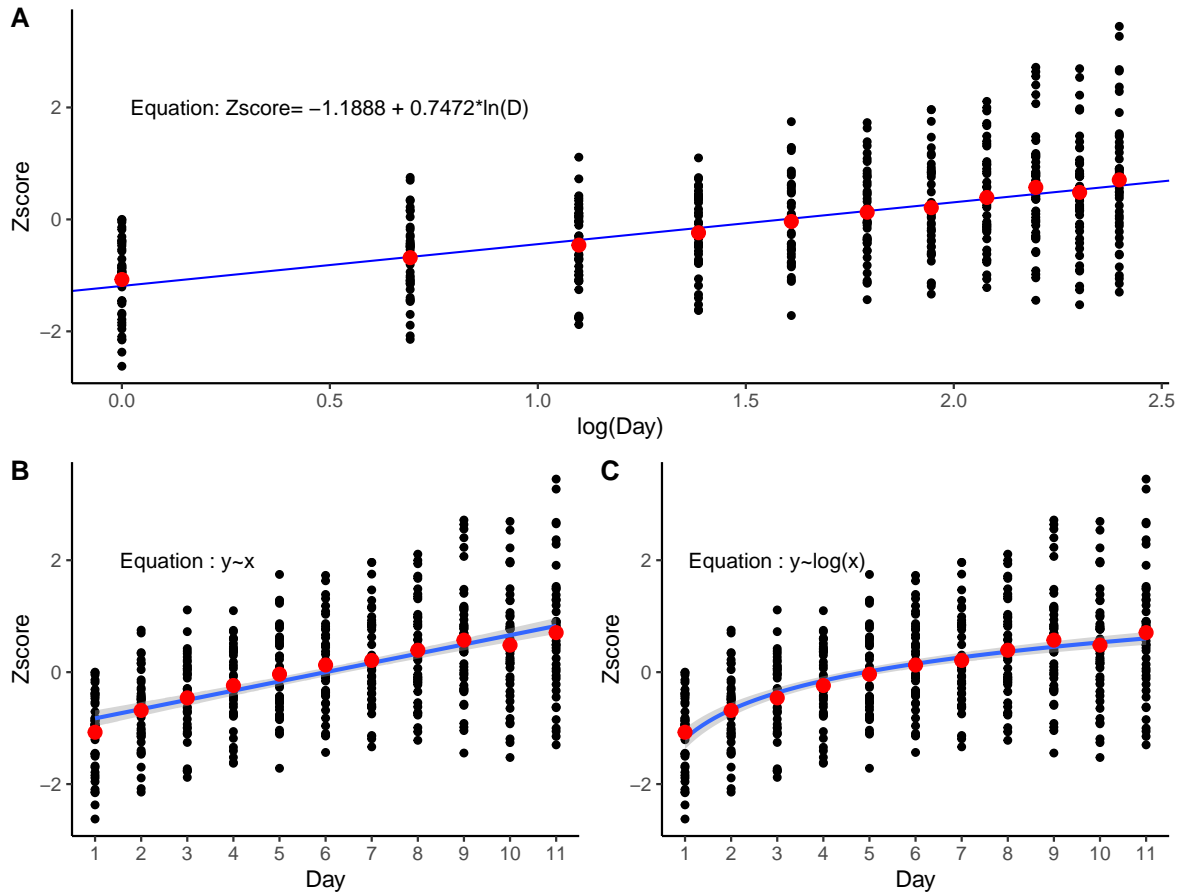 A
Zscore
2
0
−2
Equation: Zscore= −1.1888 + 0.7472*ln(D)
0.0 0.5 1.0 1.5 2.0 2.5
log(Day)
B
Zscore
2
0
−2
Equation : y~x
1 2 3 4 5 6 7 8 9 10 11
Day
C
Zscore
2
0
−2
Equation : y~log(x)
1 2 3 4 5 6 7 8 9 10 11
Day